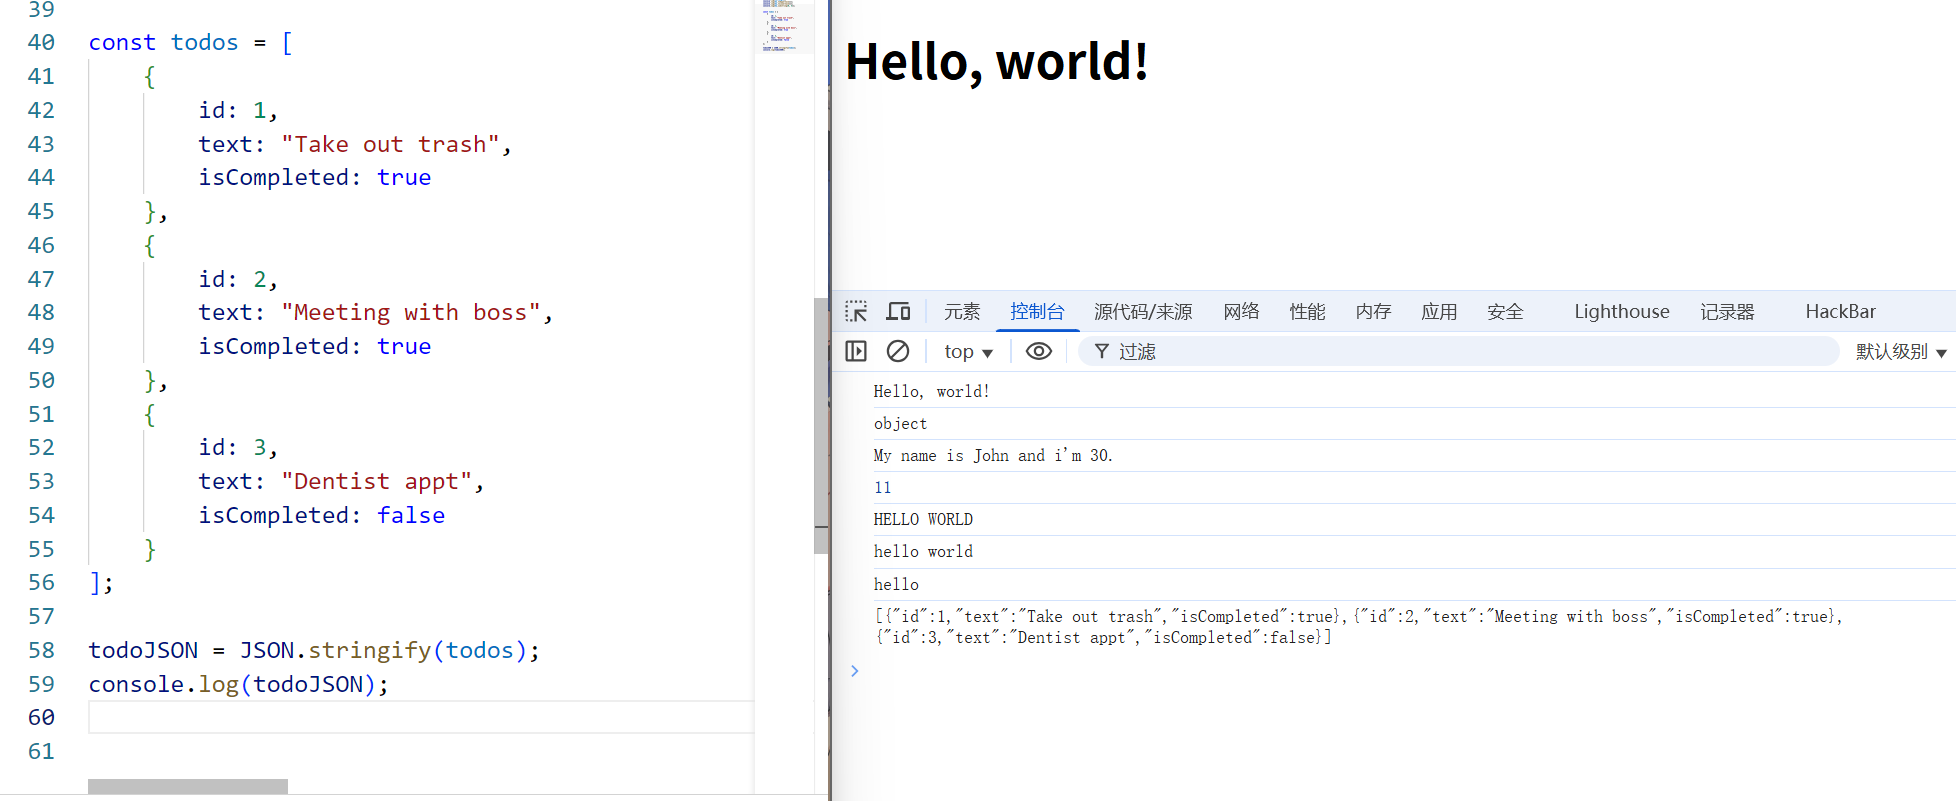 39
40 const todos = [
41     {
42         id: 1,
43         text: "Take out trash",
44         isCompleted: true
45     },
46     {
47         id: 2,
48         text: "Meeting with boss",
49         isCompleted: true
50     },
51     {
52         id: 3,
53         text: "Dentist appt",
54         isCompleted: false
55     }
56 ];
57
58 todoJSON = JSON.stringify(todos);
59 console.log(todoJSON);
60
61
Hello, world!
元素 控制台 源代码/来源 网络 性能 内存 应用 安全 Lighthouse 记录器 HackBar
top 过滤 默认级别
Hello, world!
object
My name is John and i'm 30.
11
HELLO WORLD
hello world
hello
[{"id":1,"text":"Take out trash","isCompleted":true},{"id":2,"text":"Meeting with boss","isCompleted":true},
{"id":3,"text":"Dentist appt","isCompleted":false}]